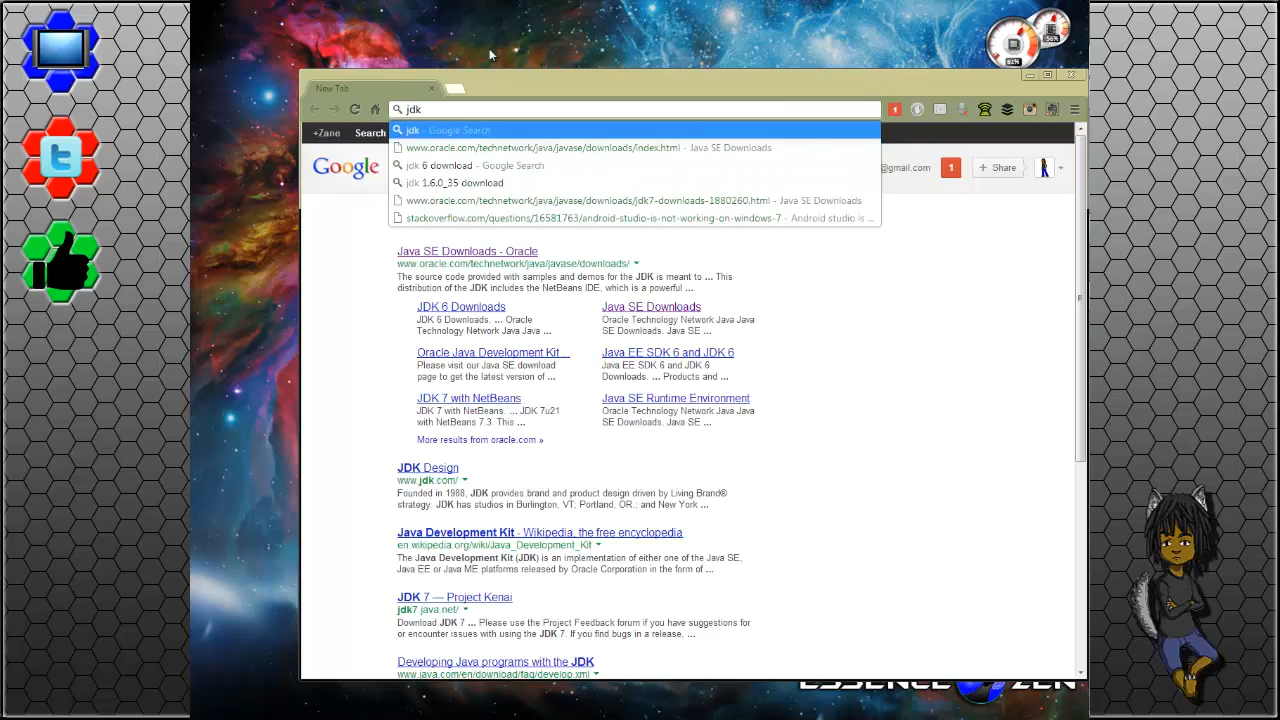 61%
56%
New Tab
jdk
1
jdk - Google Search
www.oracle.com/technetwork/java/javase/downloads/index.html - Java SE Downloads
jdk 6 download - Google Search
jdk 1.6.0_35 download
www.oracle.com/technetwork/java/javase/downloads/jdk7-downloads-1880260.html - Java SE Downloads
stackoverflow.com/questions/16581763/android-studio-is-not-working-on-windows-7 - Android studio is ...
+Zane Search
Google
@gmail.com 1 + Share
Java SE Downloads - Oracle
www.oracle.com/technetwork/java/javase/downloads/
The source code provided with samples and demos for the JDK is meant to ... This
distribution of the JDK includes the NetBeans IDE, which is a powerful ...
JDK 6 Downloads
JDK 6 Downloads. ... Oracle
Technology Network Java Java ...
Java SE Downloads
Oracle Technology Network Java Java
SE Downloads. Java SE ...
Oracle Java Development Kit ...
Please visit our Java SE download
page to get the latest version of ...
Java EE SDK 6 and JDK 6
Java EE SDK 6 and JDK 6
Downloads. ... Products and ...
JDK 7 with NetBeans
JDK 7 with NetBeans. ... JDK 7u21
with NetBeans 7.3. This ...
Java SE Runtime Environment
Oracle Technology Network Java Java
SE Downloads. Java SE ...
More results from oracle.com »
JDK Design
www.jdk.com/
Founded in 1988, JDK provides brand and product design driven by Living Brand®
strategy. JDK has studios in Burlington, VT; Portland, OR., and New York ...
Java Development Kit - Wikipedia, the free encyclopedia
en.wikipedia.org/wiki/Java_Development_Kit
The Java Development Kit (JDK) is an implementation of either one of the Java SE,
Java EE or Java ME platforms released by Oracle Corporation in the form of ...
JDK 7 — Project Kenai
jdk7.java.net/
Download JDK 7 ... Please use the Project Feedback forum if you have suggestions for
or encounter issues with using the JDK 7. If you find bugs in a release, ...
Developing Java programs with the JDK
www.java.com/en/download/faq/develop.xml
ESSENCE ZEN